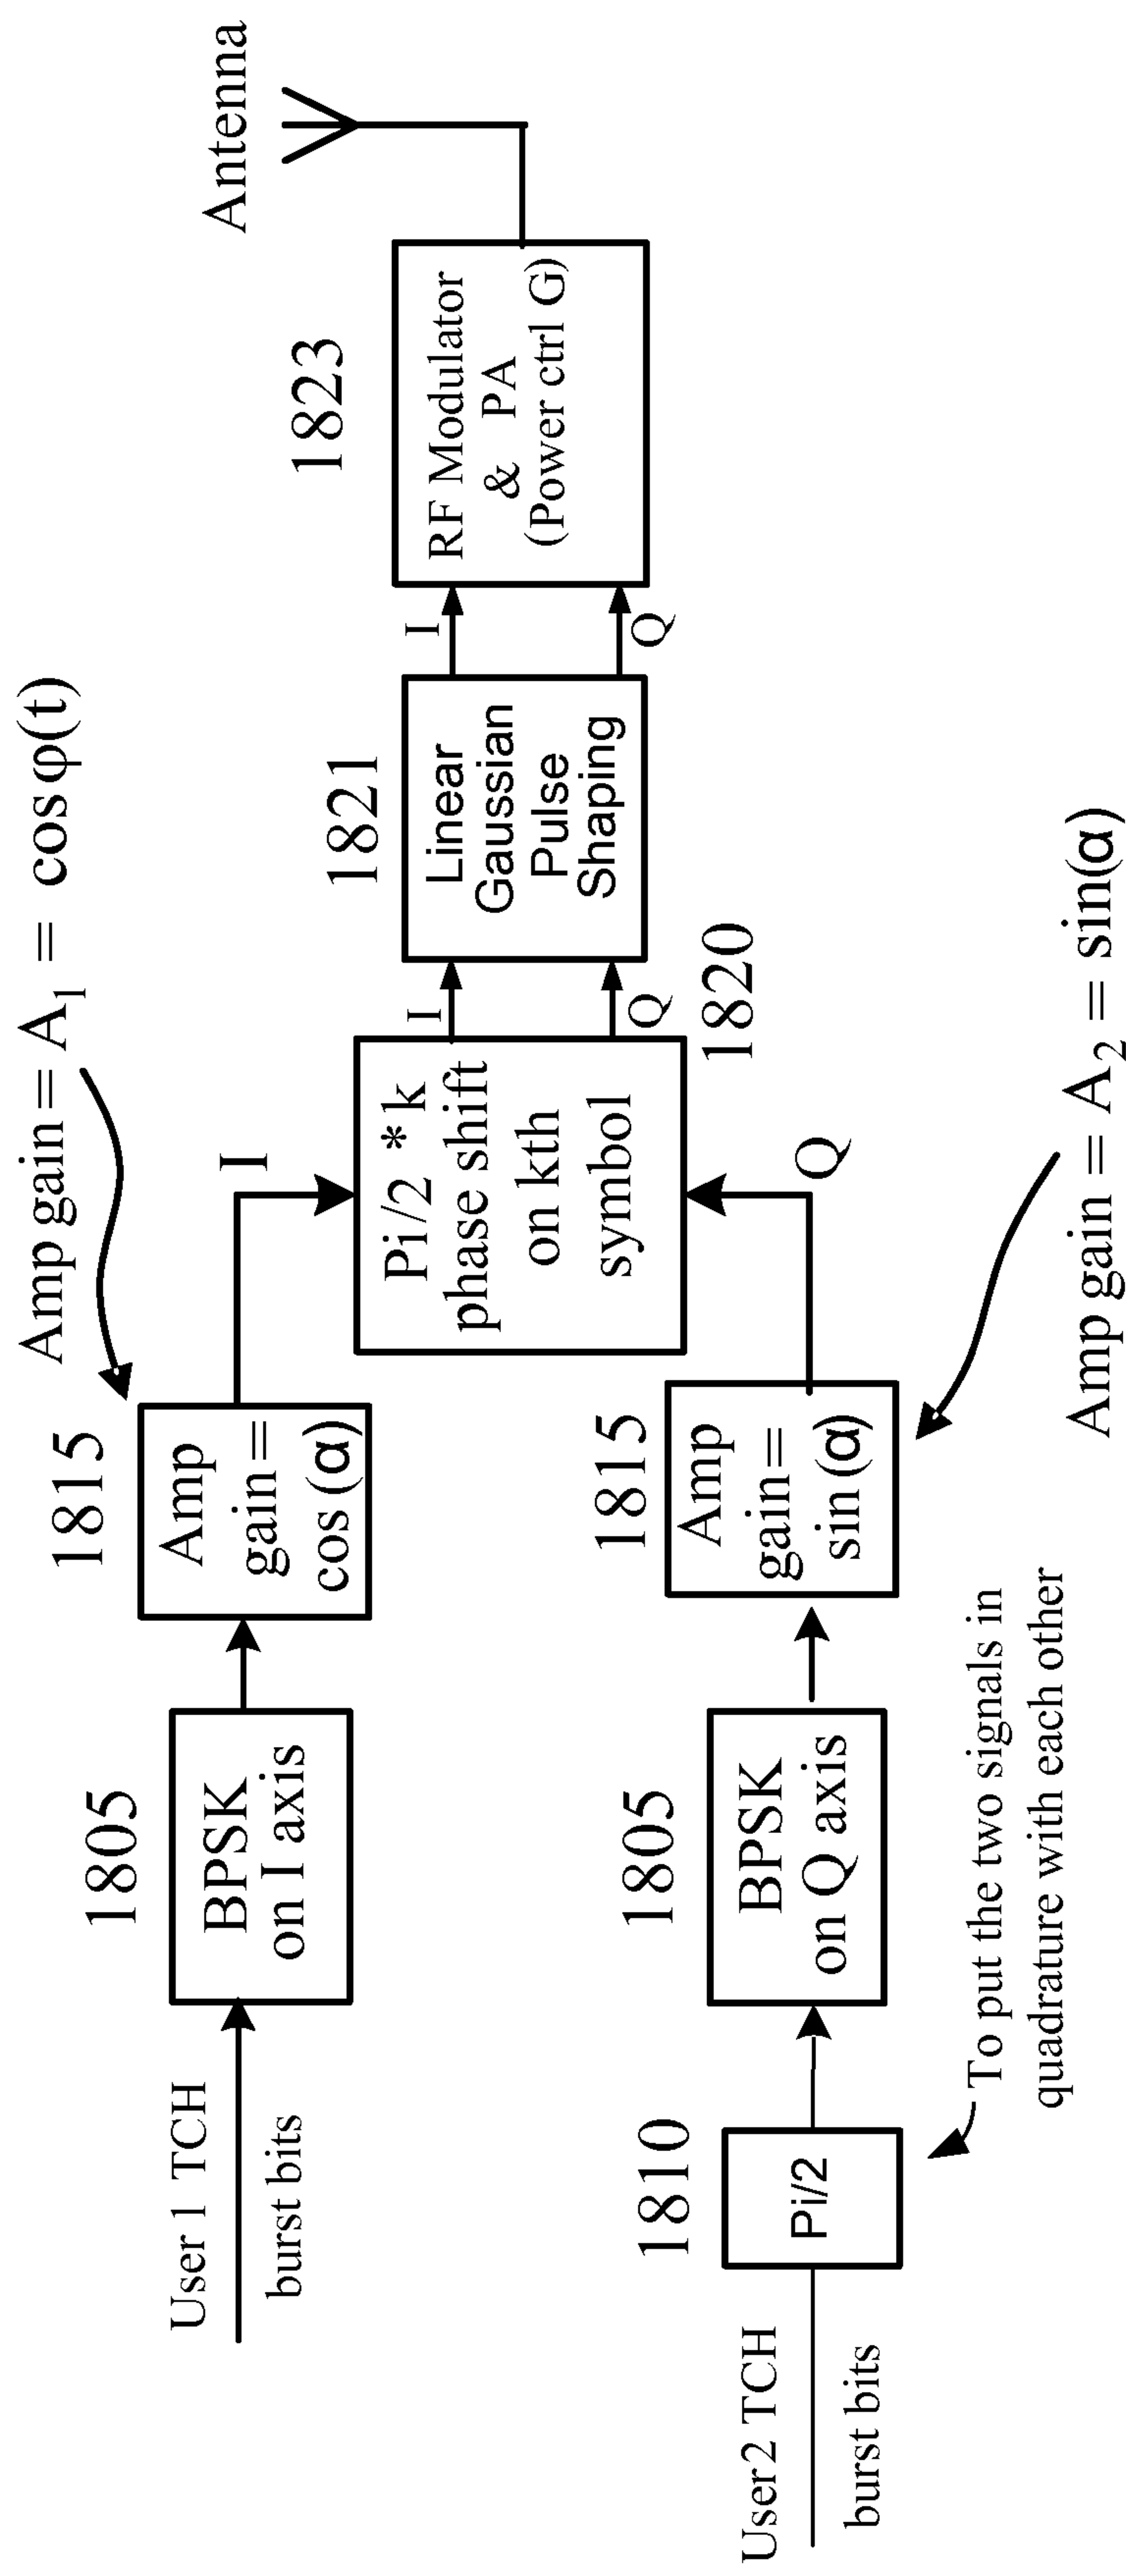 Amp gain = A1 = cos φ(t)
Antenna
1815
1821
1823
1805
Amp
gain=
cos (α)
I
User 1 TCH
burst bits
BPSK
on I axis
Pi/2 * k
phase shift
on kth
symbol
I
Q
Linear
Gaussian
Pulse
Shaping
I
Q
RF Modulator
& PA
(Power ctrl G)
1820
1810
1805
1815
Q
User2 TCH
burst bits
Pi/2
BPSK
on Q axis
Amp
gain=
sin (α)
To put the two signals in
quadrature with each other
Amp gain = A2 = sin(α)